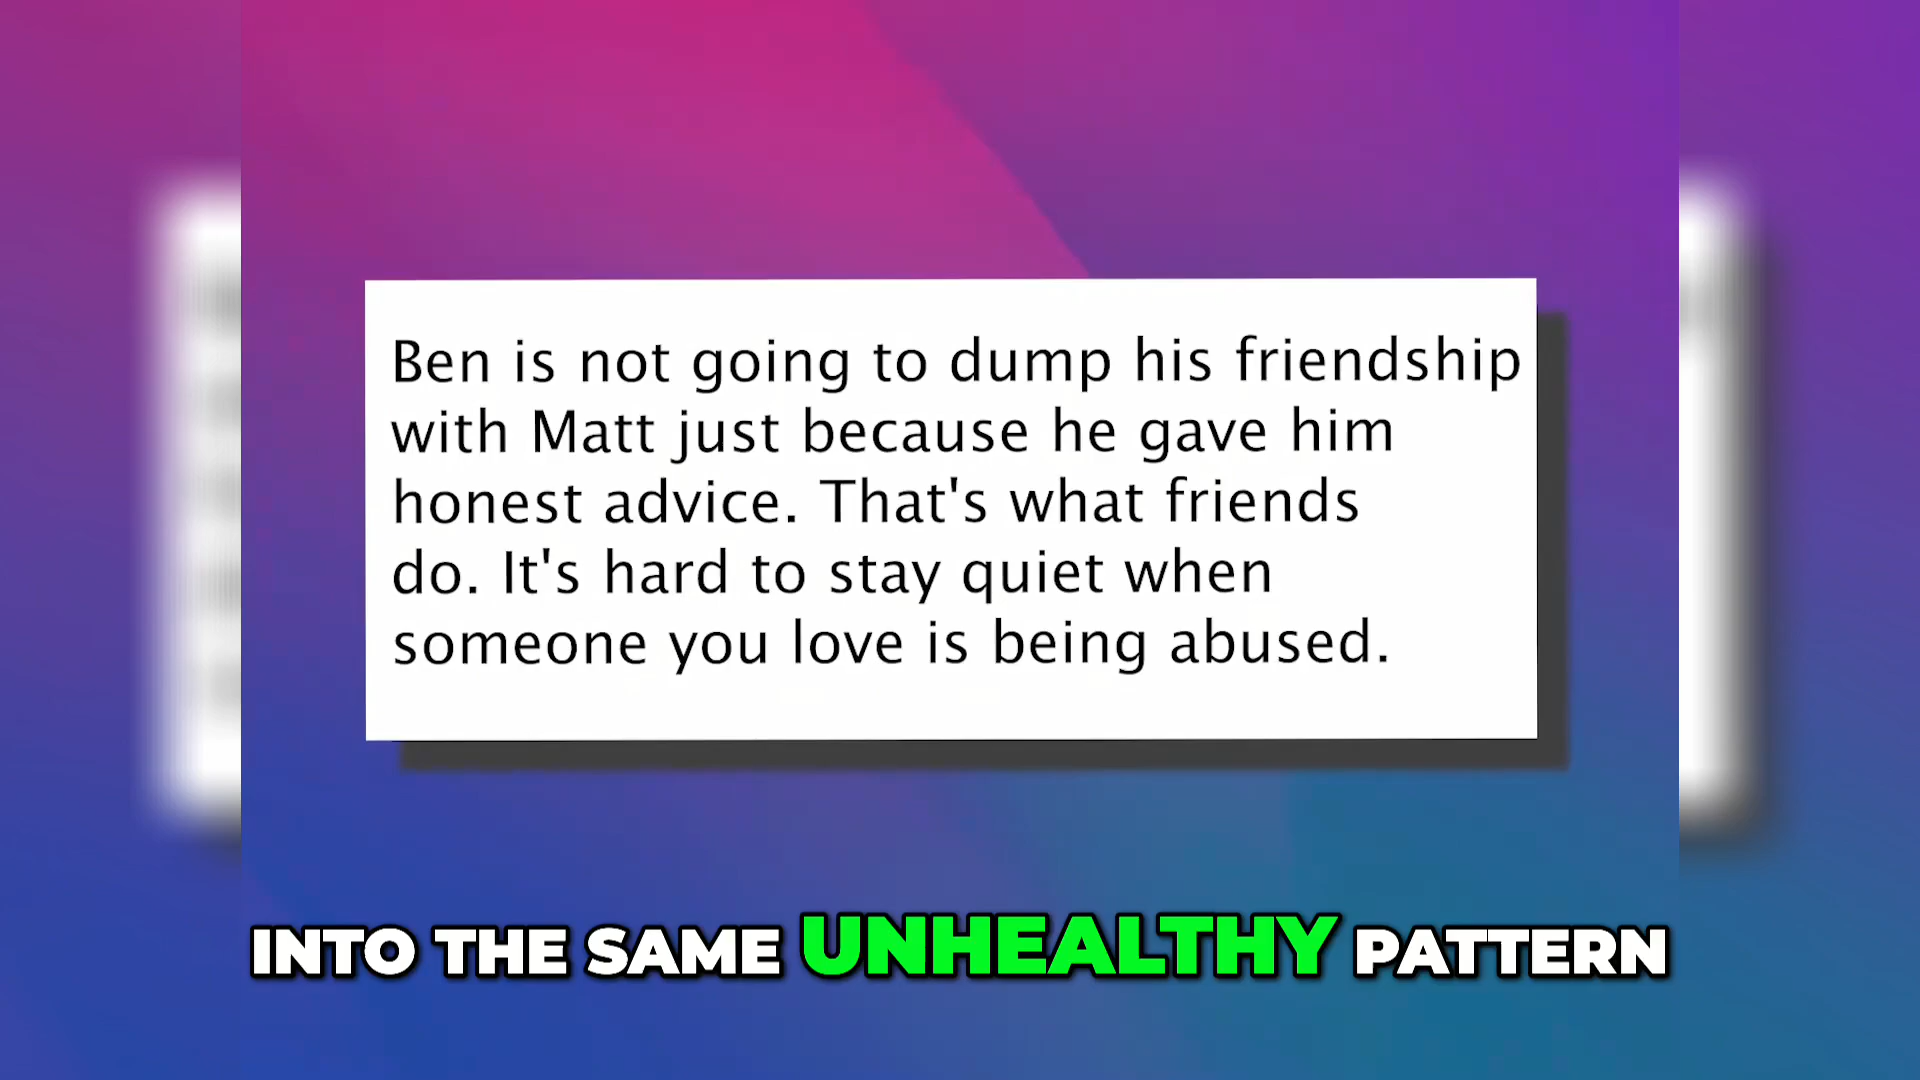 Ben is not going to dump his friendship
with Matt just because he gave him
honest advice. That's what friends
do. It's hard to stay quiet when
someone you love is being abused.
INTO THE SAME UNHEALTHY PATTERN